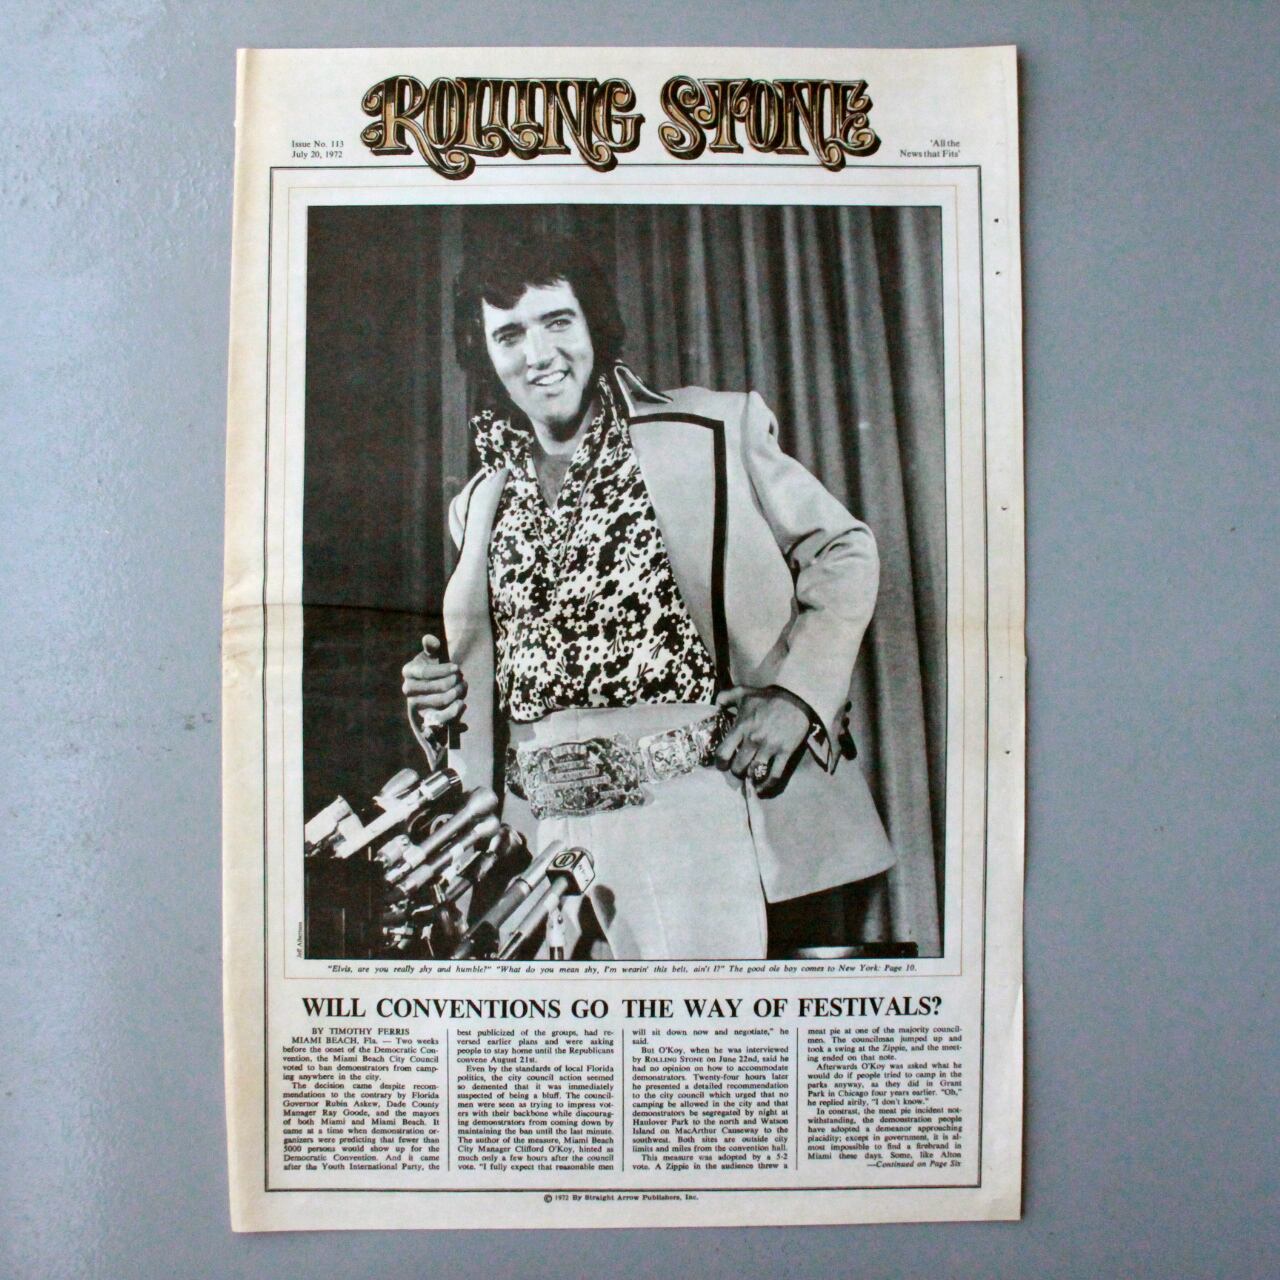 ROLLING STONE
Issue No. 113
July 20, 1972
'All the
News that Fits'
Jeff Albertson
"Elvis, are you really shy and humble?" "What do you mean shy, I'm wearin' this belt, ain't I?" The good ole boy comes to New York: Page 10.
WILL CONVENTIONS GO THE WAY OF FESTIVALS?
BY TIMOTHY FERRIS
MIAMI BEACH, Fla. — Two weeks
before the onset of the Democratic Con-
vention, the Miami Beach City Council
voted to ban demonstrators from camp-
ing anywhere in the city.
The decision came despite recom-
mendations to the contrary by Florida
Governor Rubin Askew, Dade County
Manager Ray Goode, and the mayors
of both Miami and Miami Beach. It
came at a time when demonstration or-
ganizers were predicting that fewer than
5000 persons would show up for the
Democratic Convention. And it came
after the Youth International Party, the
best publicized of the groups, had re-
versed earlier plans and were asking
people to stay home until the Republicans
convene August 21st.
Even by the standards of local Florida
politics, the city council action seemed
so demented that it was immediately
suspected of being a bluff. The council-
men were seen as trying to impress vot-
ers with their backbone while discourag-
ing demonstrators from coming down by
maintaining the ban until the last minute.
The author of the measure, Miami Beach
City Manager Clifford O'Koy, hinted as
much only a few hours after the council
vote. "I fully expect that reasonable men
will sit down now and negotiate," he
said.
But O'Koy, when he was interviewed
by ROLLING STONE on June 22nd, said he
had no opinion on how to accommodate
demonstrators. Twenty-four hours later
he presented a detailed recommendation
to the city council which urged that no
camping be allowed in the city and that
demonstrators be segregated by night at
Haulover Park to the north and Watson
Island on MacArthur Causeway to the
southwest. Both sites are outside city
limits and miles from the convention hall.
This measure was adopted by a 5-2
vote. A Zippie in the audience threw a
meat pie at one of the majority council-
men. The councilman jumped up and
took a swing at the Zippie, and the meet-
ing ended on that note.
Afterwards O'Koy was asked what he
would do if people tried to camp in the
parks anyway, as they did in Grant
Park in Chicago four years earlier. "Oh,"
he replied airily, "I don't know."
In contrast, the meat pie incident not-
withstanding, the demonstration people
have adopted a demeanor approaching
placidity; except in government, it is al-
most impossible to find a firebrand in
Miami these days. Some, like Alton
—Continued on Page Six
© 1972 By Straight Arrow Publishers, Inc.